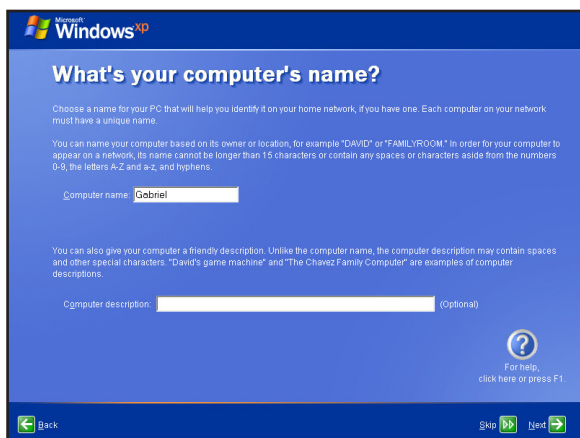 Microsoft
Windows xp
What's your computer's name?
Choose a name for your PC that will help you identify it on your home network, if you have one. Each computer on your network
must have a unique name.
You can name your computer based on its owner or location, for example "DAVID" or "FAMILYROOM." In order for your computer to
appear on a network, its name cannot be longer than 15 characters or contain any spaces or characters aside from the numbers
0-9, the letters A-Z and a-z, and hyphens.
Computer name: Gabriel
You can also give your computer a friendly description. Unlike the computer name, the computer description may contain spaces
and other special characters. "David's game machine" and "The Chavez Family Computer" are examples of computer
descriptions.
Computer description: (Optional)
For help,
click here or press F1.
Back Skip Next